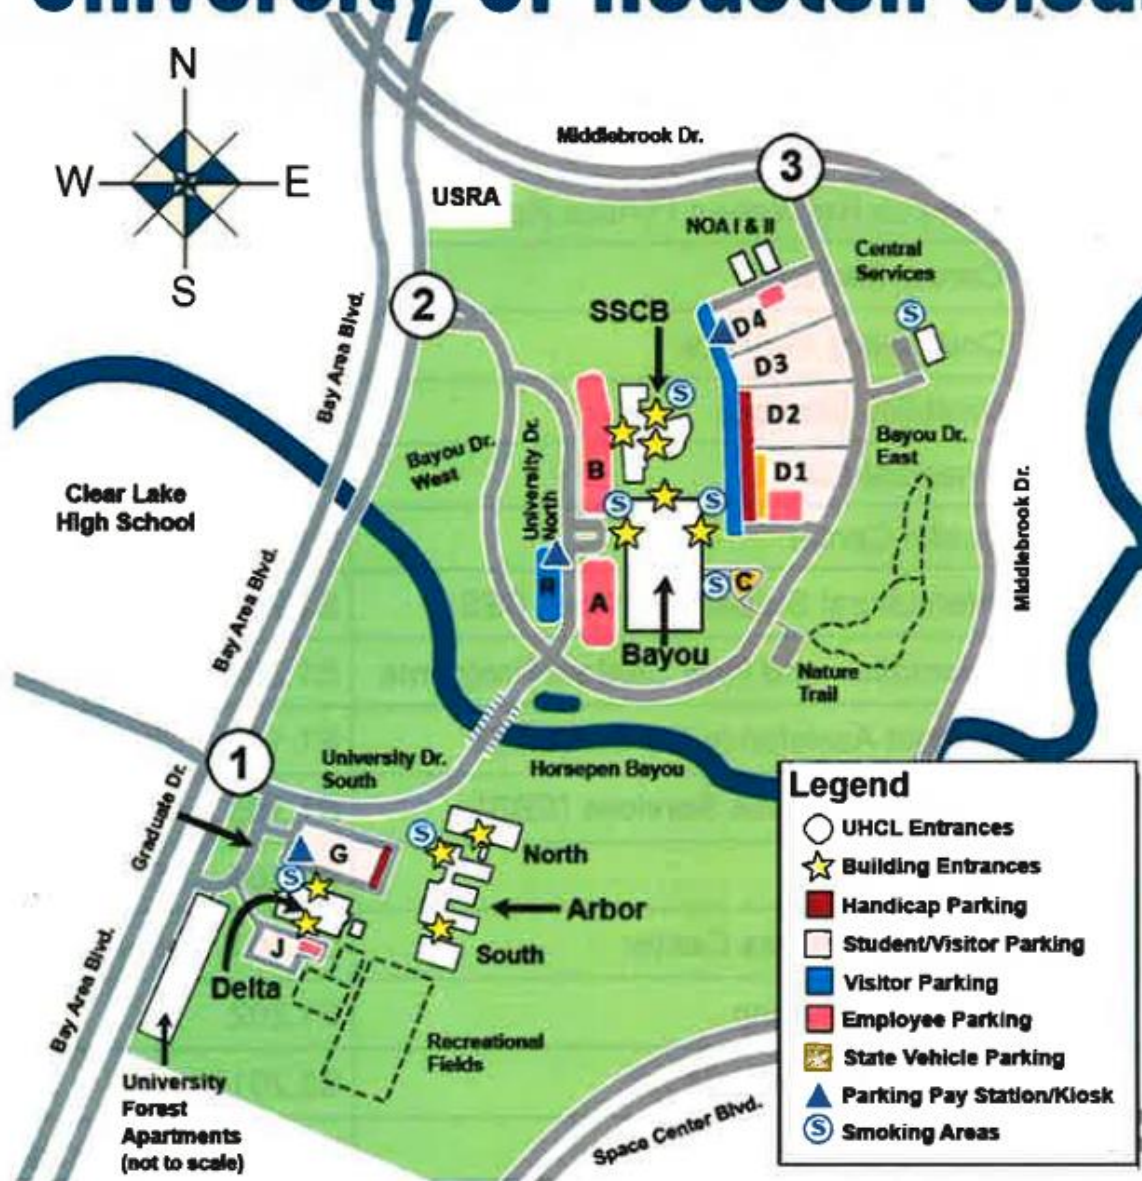 University of Houston
N
W
E
S
Middlebrook Dr.
3
USRA
NOA I & II
Central
Services
S
2
SSCB
D4
D3
D2
D1
S
Bay Area Blvd.
Bayou Dr.
West
University Dr.
North
B
S
S
Bayou Dr.
East
Clear Lake
High School
Middlebrook Dr.
A
S
C
Bayou
Nature
Trail
Bay Area Blvd.
1
University Dr.
South
Horsepen Bayou
Graduate Dr.
G
S
S
North
Arbor
South
J
Delta
Bay Area Blvd.
Recreational
Fields
University
Forest
Apartments
(not to scale)
Space Center Blvd.
Legend
UHCL Entrances
Building Entrances
Handicap Parking
Student/Visitor Parking
Visitor Parking
Employee Parking
State Vehicle Parking
Parking Pay Station/Kiosk
S Smoking Areas